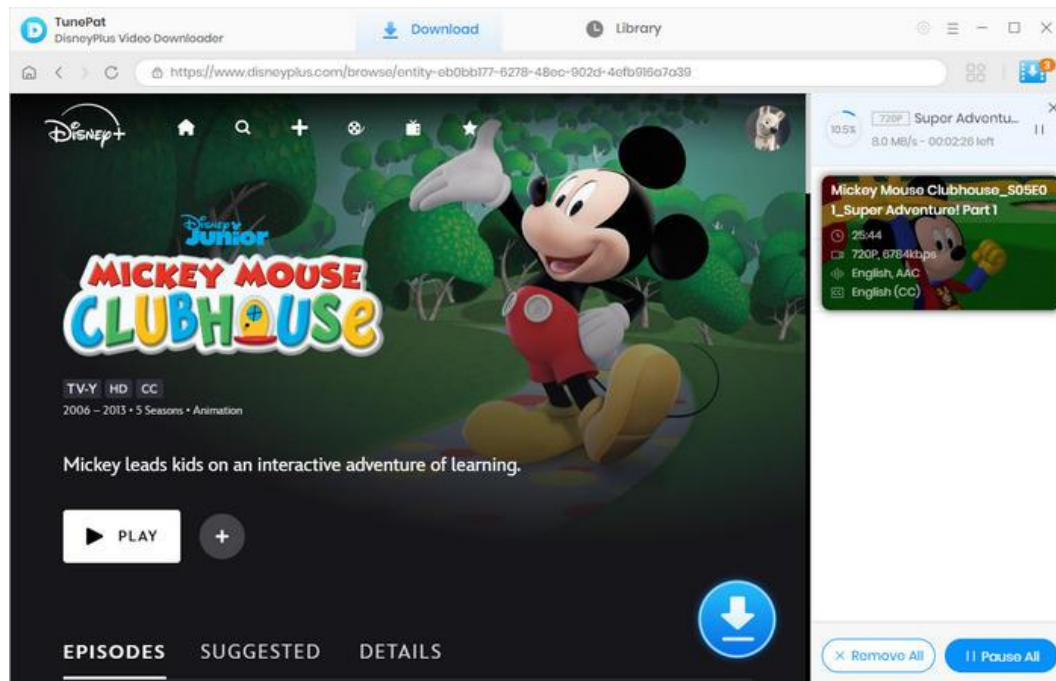 TunePat
DisneyPlus Video Downloader
Download
Library
https://www.disneyplus.com/browse/entity-eb0bb177-6278-48ec-902d-4efb916a7a39
3
Disney+
Disney
Junior
MICKEY MOUSE
CLUBHOUSE
TV-Y HD CC
2006 – 2013 • 5 Seasons • Animation
Mickey leads kids on an interactive adventure of learning.
PLAY
EPISODES SUGGESTED DETAILS
10.5%
720P Super Adventu...
8.0 MB/s - 00:02:26 left
Mickey Mouse Clubhouse_S05E0
1_Super Adventure! Part 1
25:44
720P, 6784kbps
English, AAC
CC English (CC)
Remove All
Pause All